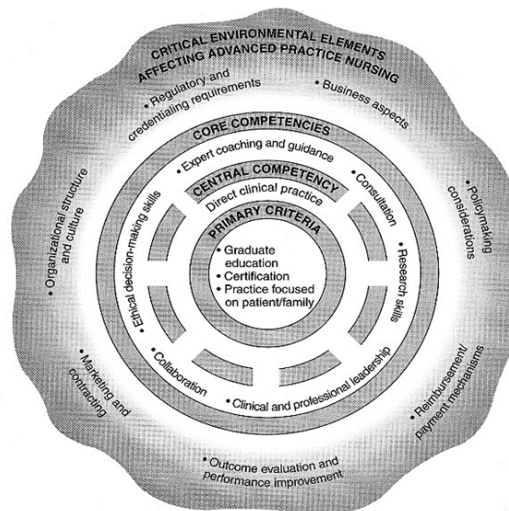 CRITICAL ENVIRONMENTAL ELEMENTS
AFFECTING ADVANCED PRACTICE NURSING
• Regulatory and
credentialing requirements
• Business aspects
• Policymaking
considerations
• Reimbursement/
payment mechanisms
• Outcome evaluation and
performance improvement
• Marketing and
contracting
• Organizational structure
and culture
CORE COMPETENCIES
• Expert coaching and guidance
• Consultation
• Research skills
• Clinical and professional leadership
• Collaboration
• Ethical decision-making skills
CENTRAL COMPETENCY
Direct clinical practice
PRIMARY CRITERIA
• Graduate
education
• Certification
• Practice focused
on patient/family